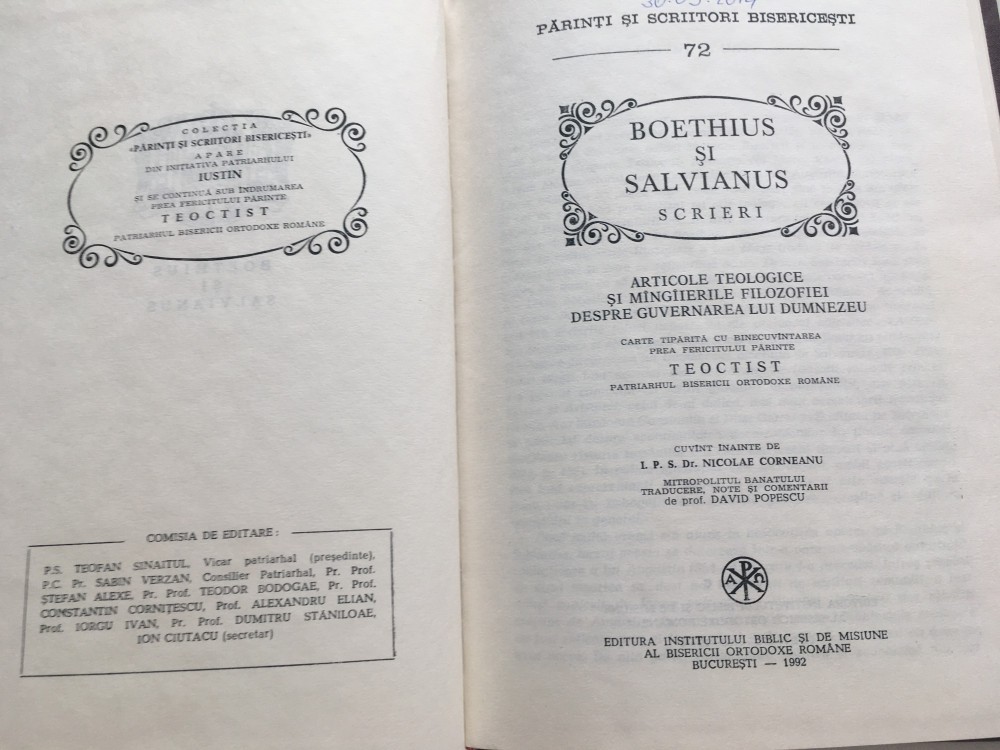 COLECȚIA
«PĂRINȚI ȘI SCRIITORI BISERICEȘTI»
APARE
DIN INIȚIATIVA PATRIARHULUI
IUSTIN
ȘI SE CONTINUĂ SUB ÎNDRUMAREA
PREA FERICITULUI PĂRINTE
TEOCTIST
PATRIARHUL BISERICII ORTODOXE ROMÂNE
COMISIA DE EDITARE:
P.S. TEOFAN SINAITUL, Vicar patriarhal (președinte),
P.C. Pr. SABIN VERZAN, Consilier Patriarhal, Pr. Prof.
ȘTEFAN ALEXE, Pr. Prof. TEODOR BODOGAE, Pr. Prof.
CONSTANTIN CORNIȚESCU, Prof. ALEXANDRU ELIAN,
Prof. IORGU IVAN, Pr. Prof. DUMITRU STĂNILOAE,
ION CIUTACU (secretar)
PĂRINȚI ȘI SCRIITORI BISERICEȘTI
72
BOETHIUS
ȘI
SALVIANUS
SCRIERI
ARTICOLE TEOLOGICE
ȘI MÎNGÎIERILE FILOZOFIEI
DESPRE GUVERNAREA LUI DUMNEZEU
CARTE TIPĂRITĂ CU BINECUVÎNTAREA
PREA FERICITULUI PĂRINTE
TEOCTIST
PATRIARHUL BISERICII ORTODOXE ROMÂNE
CUVÎNT ÎNAINTE DE
I. P. S. Dr. NICOLAE CORNEANU
MITROPOLITUL BANATULUI
TRADUCERE, NOTE ȘI COMENTARII
de prof. DAVID POPESCU
Α Ρ Ω
EDITURA INSTITUTULUI BIBLIC ȘI DE MISIUNE
AL BISERICII ORTODOXE ROMÂNE
BUCUREȘTI — 1992